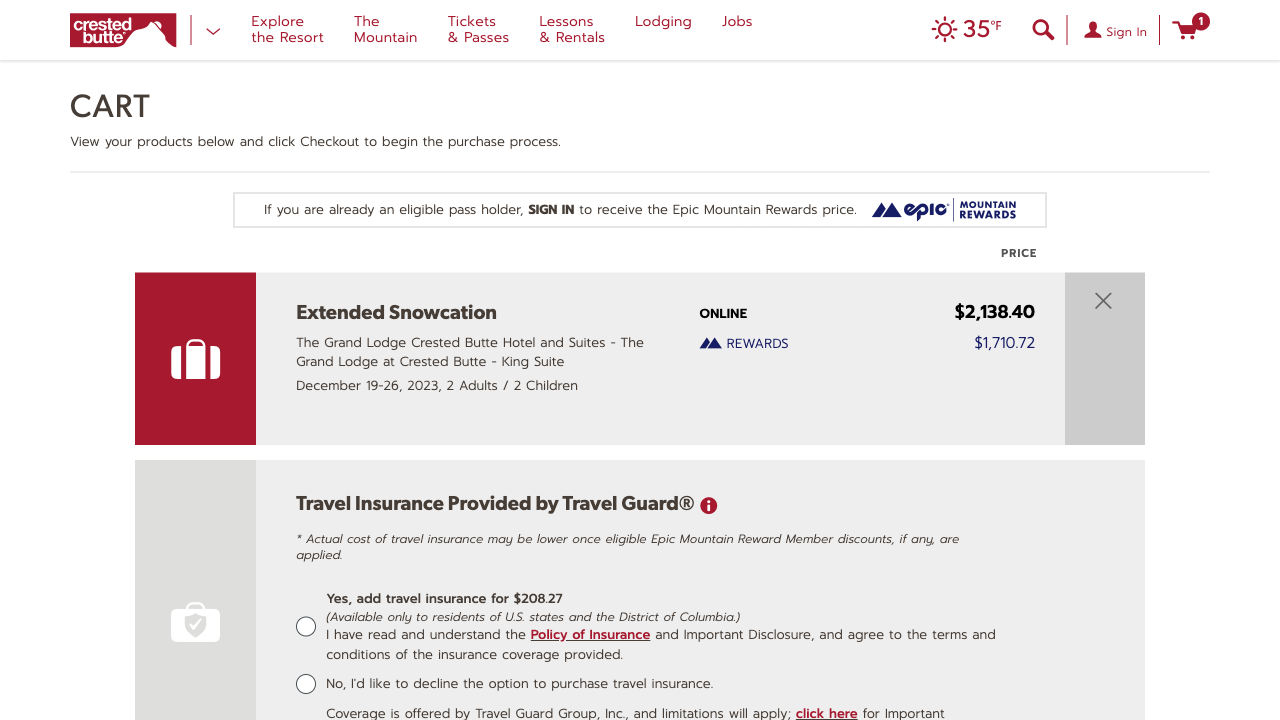 crested
butte
Explore
the Resort
The
Mountain
Tickets
& Passes
Lessons
& Rentals
Lodging
Jobs
35°F
Sign In
1
CART
View your products below and click Checkout to begin the purchase process.
If you are already an eligible pass holder, SIGN IN to receive the Epic Mountain Rewards price.
epic MOUNTAIN
REWARDS
PRICE
Extended Snowcation
ONLINE
$2,138.40
The Grand Lodge Crested Butte Hotel and Suites - The
Grand Lodge at Crested Butte - King Suite
REWARDS
$1,710.72
December 19-26, 2023, 2 Adults / 2 Children
Travel Insurance Provided by Travel Guard®
* Actual cost of travel insurance may be lower once eligible Epic Mountain Reward Member discounts, if any, are
applied.
Yes, add travel insurance for $208.27
(Available only to residents of U.S. states and the District of Columbia.)
I have read and understand the Policy of Insurance and Important Disclosure, and agree to the terms and
conditions of the insurance coverage provided.
No, I'd like to decline the option to purchase travel insurance.
Coverage is offered by Travel Guard Group, Inc., and limitations will apply; click here for Important